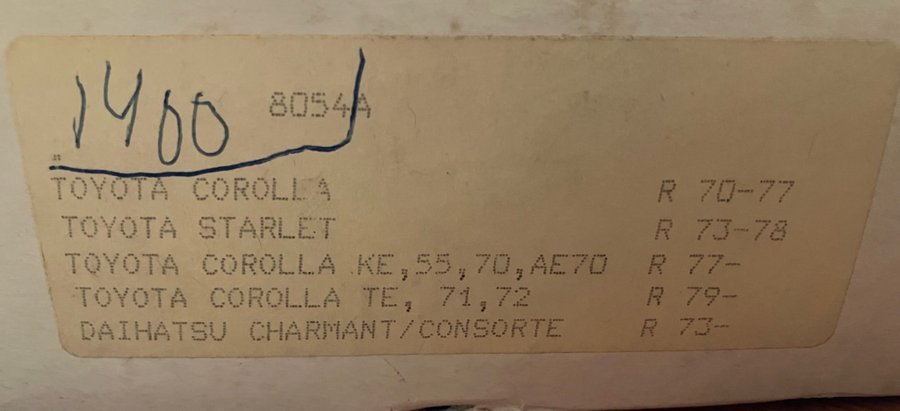 1400
8054A
TOYOTA COROLLA R 70-77
TOYOTA STARLET R 73-78
TOYOTA COROLLA KE,55,70,AE70 R 77-
TOYOTA COROLLA TE, 71,72 R 79-
DAIHATSU CHARMANT/CONSORTE R 73-